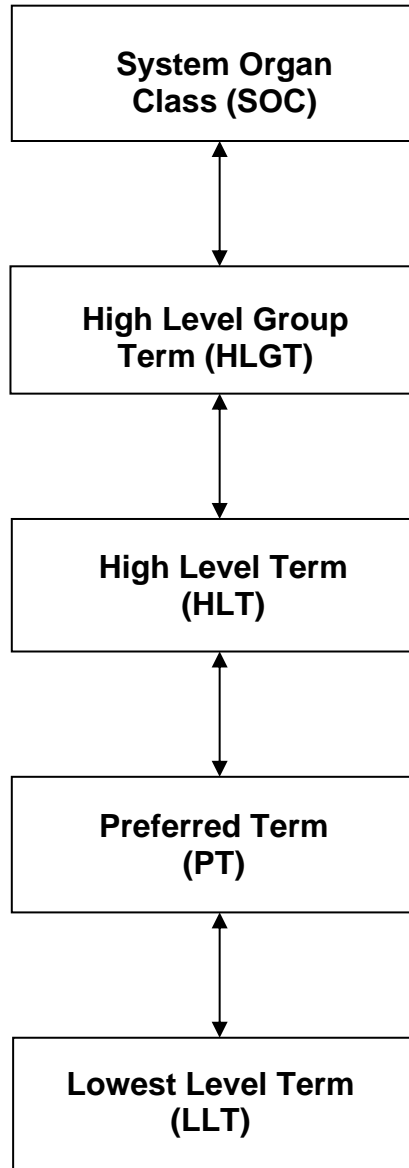 System Organ
Class (SOC)
High Level Group
Term (HLGT)
High Level Term
(HLT)
Preferred Term
(PT)
Lowest Level Term
(LLT)